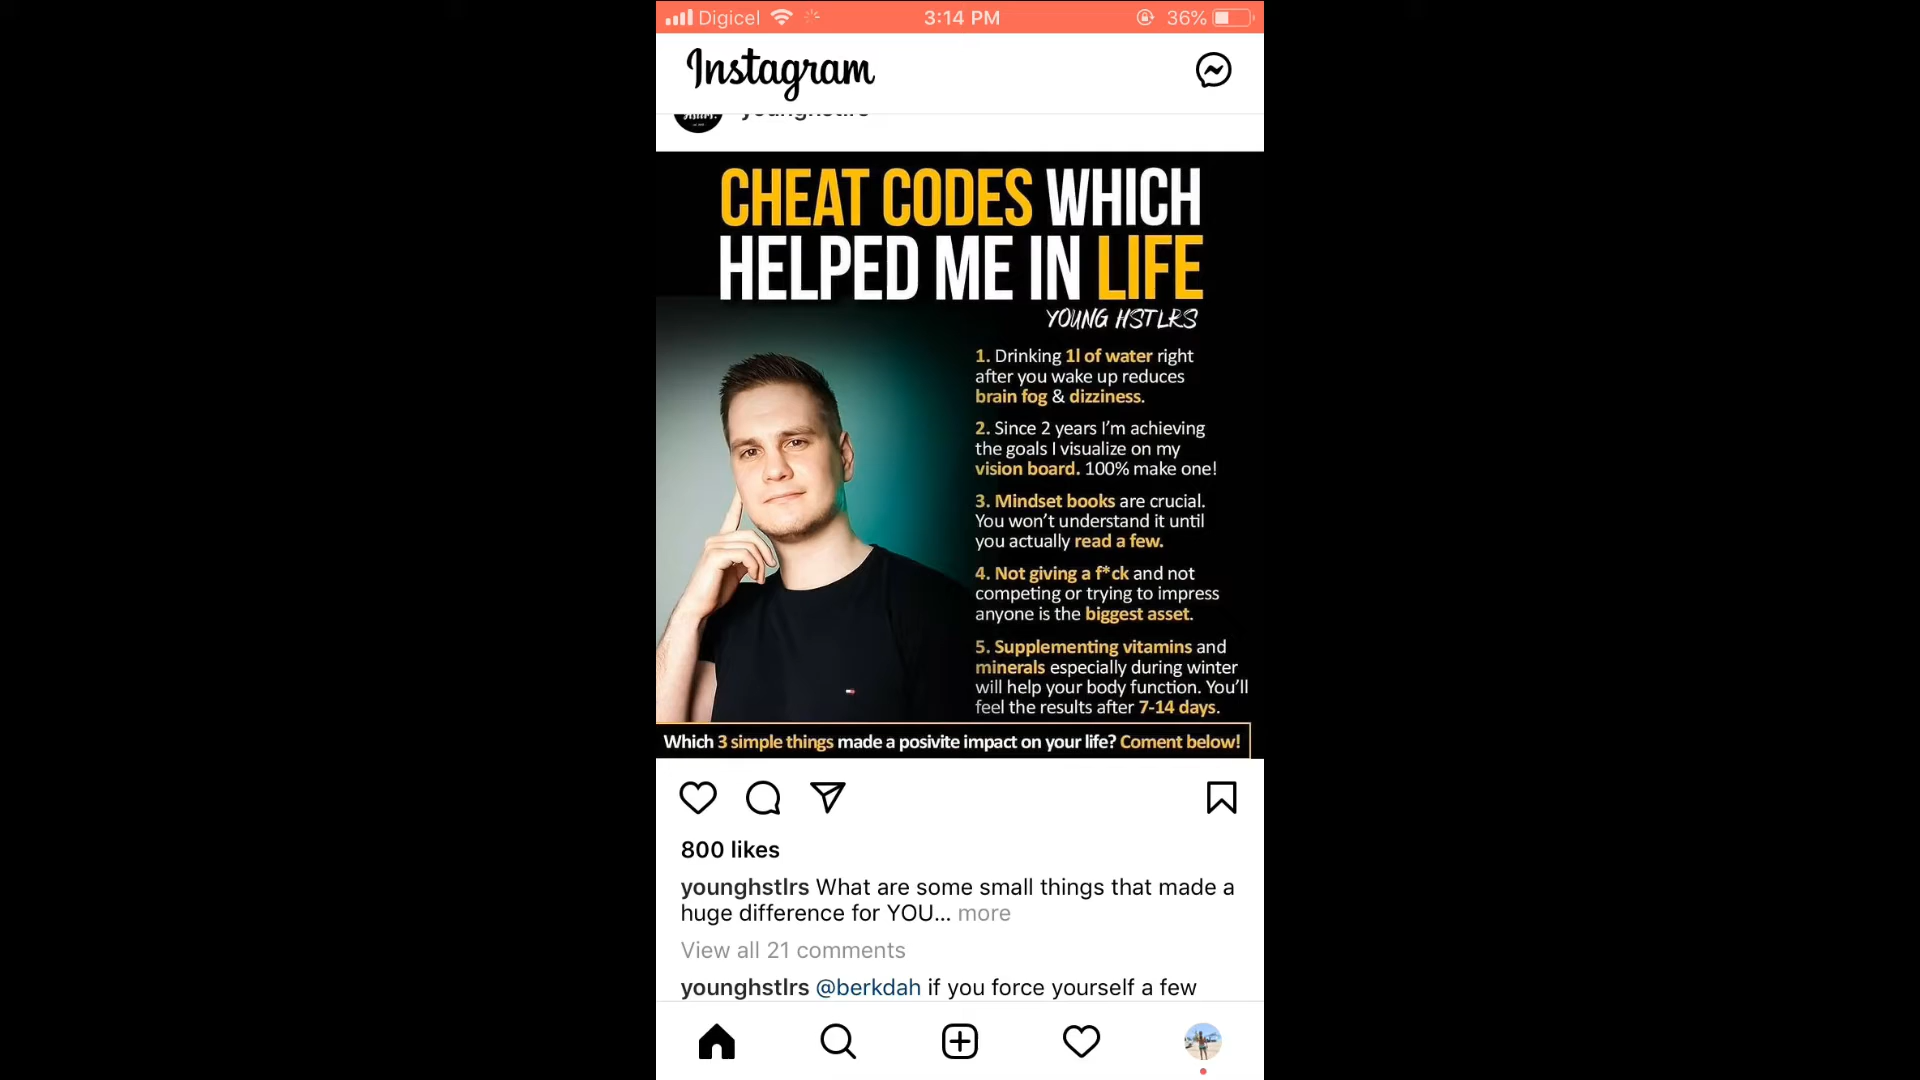 Digicel 3:14 PM 36%
Instagram
younghstlrs
CHEAT CODES WHICH
HELPED ME IN LIFE
YOUNG HSTLRS
1. Drinking 1l of water right
after you wake up reduces
brain fog & dizziness.
2. Since 2 years I'm achieving
the goals I visualize on my
vision board. 100% make one!
3. Mindset books are crucial.
You won't understand it until
you actually read a few.
4. Not giving a f*ck and not
competing or trying to impress
anyone is the biggest asset.
5. Supplementing vitamins and
minerals especially during winter
will help your body function. You'll
feel the results after 7-14 days.
Which 3 simple things made a posivite impact on your life? Coment below!
800 likes
younghstlrs What are some small things that made a
huge difference for YOU... more
View all 21 comments
younghstlrs @berkdah if you force yourself a few